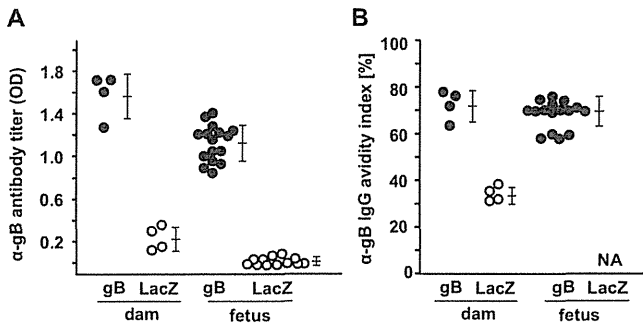 A
α-gB antibody titer (OD)
1.8
1.4
1.0
0.6
0.2
gB LacZ gB LacZ
dam fetus
B
α-gB IgG avidity index [%]
100
80
60
40
20
0
NA
gB LacZ gB LacZ
dam fetus